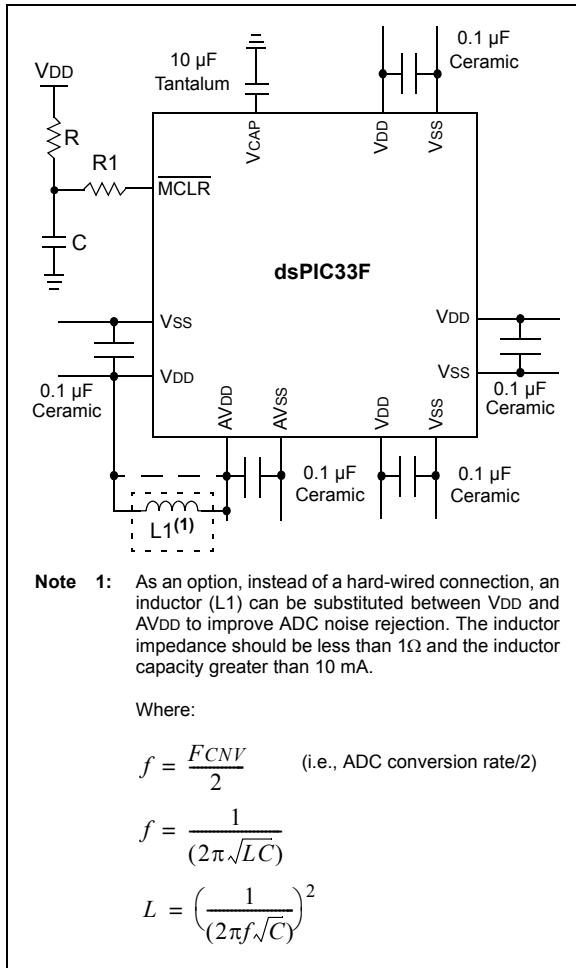 VDD
10 µF
Tantalum
0.1 µF
Ceramic
R
R1
C
VCAP
VDD
VSS
MCLR
dsPIC33F
VSS
VDD
VDD
VSS
0.1 µF
Ceramic
0.1 µF
Ceramic
AVDD
AVSS
VDD
VSS
0.1 µF
Ceramic
0.1 µF
Ceramic
L1(1)
Note 1: As an option, instead of a hard-wired connection, an
inductor (L1) can be substituted between VDD and
AVDD to improve ADC noise rejection. The inductor
impedance should be less than 1Ω and the inductor
capacity greater than 10 mA.
Where:
f = FCNV / 2 (i.e., ADC conversion rate/2)
f = 1 / (2π√LC)
L = (1 / (2πf√C))2